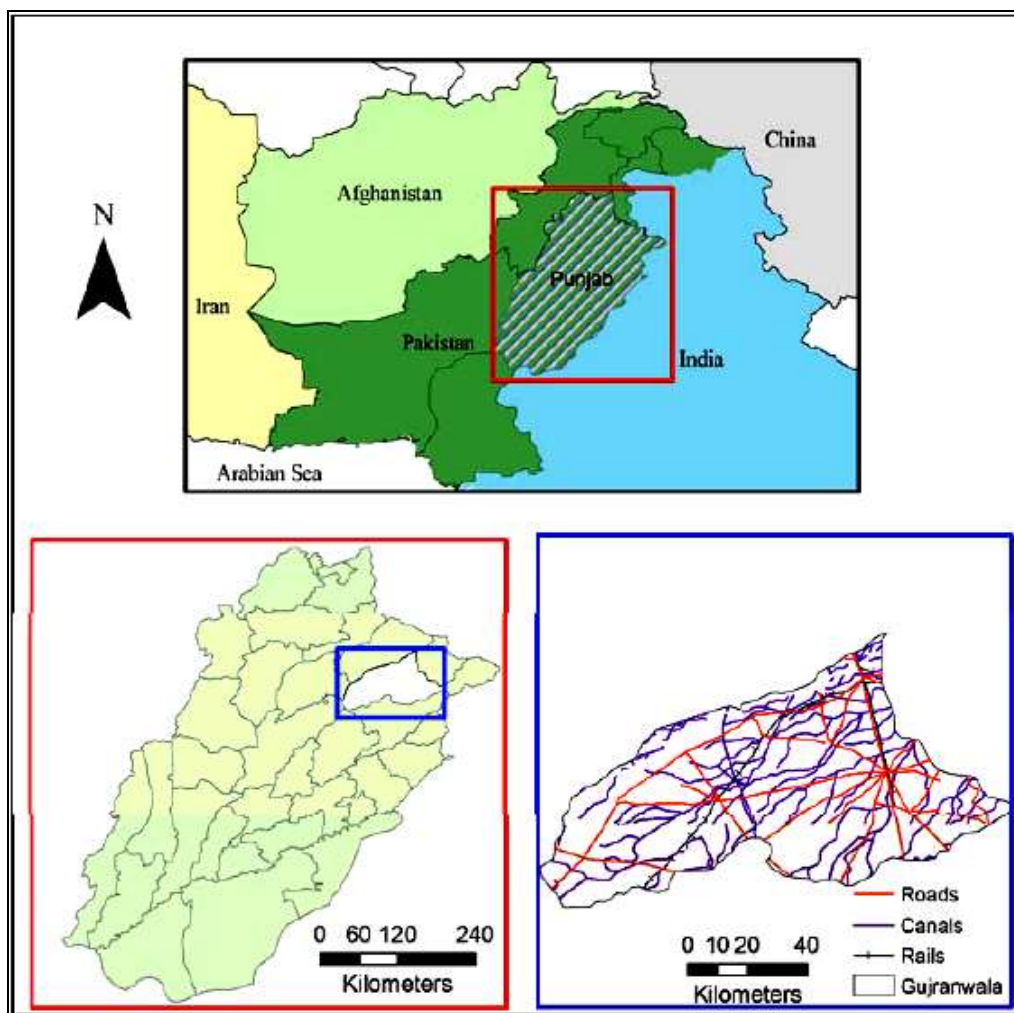 China
Afghanistan
N
Iran
Punjab
Pakistan
India
Arabian Sea
0 60 120 240
Kilometers
Roads
Canals
Rails
Gujranwala
0 10 20 40
Kilometers